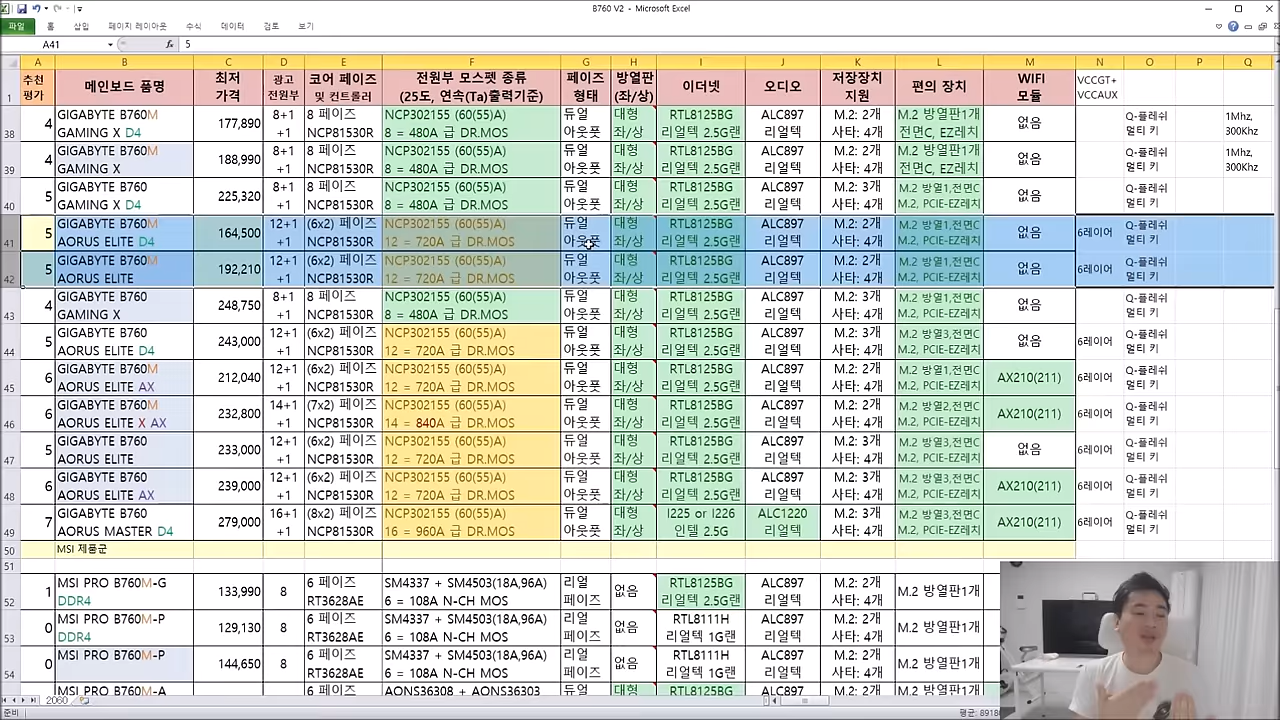 B760 V2 - Microsoft Excel
파일 홈 삽입 페이지 레이아웃 수식 데이터 검토 보기
A41 fx 5
A B C D E F G H I J K L M N O P Q
1 추천 평가 메인보드 품명 최저 가격 광고 전원부 코어 페이즈 및 컨트롤러 전원부 모스펫 종류 (25도, 연속(Ta)출력기준) 페이즈 형태 방열판 (좌/상) 이더넷 오디오 저장장치 지원 편의 장치 WIFI 모듈 VCCGT+ VCCAUX
38 4 GIGABYTE B760M GAMING X D4 177,890 8+1 +1 8 페이즈 NCP81530R NCP302155 (60(55)A) 8 = 480A 급 DR.MOS 듀얼 아웃풋 대형 좌/상 RTL8125BG 리얼텍 2.5G랜 ALC897 리얼텍 M.2: 2개 사타: 4개 M.2 방열판1개 전면C, EZ레치 없음 Q-플레쉬 멀티 키 1Mhz, 300Khz
39 4 GIGABYTE B760M GAMING X 188,990 8+1 +1 8 페이즈 NCP81530R NCP302155 (60(55)A) 8 = 480A 급 DR.MOS 듀얼 아웃풋 대형 좌/상 RTL8125BG 리얼텍 2.5G랜 ALC897 리얼텍 M.2: 2개 사타: 4개 M.2 방열판1개 전면C, EZ레치 없음 Q-플레쉬 멀티 키 1Mhz, 300Khz
40 5 GIGABYTE B760 GAMING X D4 225,320 8+1 +1 8 페이즈 NCP81530R NCP302155 (60(55)A) 8 = 480A 급 DR.MOS 듀얼 아웃풋 대형 좌/상 RTL8125BG 리얼텍 2.5G랜 ALC897 리얼텍 M.2: 3개 사타: 4개 M.2 방열1,전면C M.2, PCIE-EZ레치 없음 Q-플레쉬 멀티 키
41 5 GIGABYTE B760M AORUS ELITE D4 164,500 12+1 +1 (6x2) 페이즈 NCP81530R NCP302155 (60(55)A) 12 = 720A 급 DR.MOS 듀얼 아웃풋 대형 좌/상 RTL8125BG 리얼텍 2.5G랜 ALC897 리얼텍 M.2: 2개 사타: 4개 M.2 방열1,전면C M.2, PCIE-EZ레치 없음 6레이어 Q-플레쉬 멀티 키
42 5 GIGABYTE B760M AORUS ELITE 192,210 12+1 +1 (6x2) 페이즈 NCP81530R NCP302155 (60(55)A) 12 = 720A 급 DR.MOS 듀얼 아웃풋 대형 좌/상 RTL8125BG 리얼텍 2.5G랜 ALC897 리얼텍 M.2: 2개 사타: 4개 M.2 방열1,전면C M.2, PCIE-EZ레치 없음 6레이어 Q-플레쉬 멀티 키
43 4 GIGABYTE B760 GAMING X 248,750 8+1 +1 8 페이즈 NCP81530R NCP302155 (60(55)A) 8 = 480A 급 DR.MOS 듀얼 아웃풋 대형 좌/상 RTL8125BG 리얼텍 2.5G랜 ALC897 리얼텍 M.2: 3개 사타: 4개 M.2 방열1,전면C M.2, PCIE-EZ레치 없음 Q-플레쉬 멀티 키
44 5 GIGABYTE B760 AORUS ELITE D4 243,000 12+1 +1 (6x2) 페이즈 NCP81530R NCP302155 (60(55)A) 12 = 720A 급 DR.MOS 듀얼 아웃풋 대형 좌/상 RTL8125BG 리얼텍 2.5G랜 ALC897 리얼텍 M.2: 3개 사타: 4개 M.2 방열3,전면C M.2, PCIE-EZ레치 없음 6레이어 Q-플레쉬 멀티 키
45 6 GIGABYTE B760M AORUS ELITE AX 212,040 12+1 +1 (6x2) 페이즈 NCP81530R NCP302155 (60(55)A) 12 = 720A 급 DR.MOS 듀얼 아웃풋 대형 좌/상 RTL8125BG 리얼텍 2.5G랜 ALC897 리얼텍 M.2: 2개 사타: 4개 M.2 방열1,전면C M.2, PCIE-EZ레치 AX210(211) 6레이어 Q-플레쉬 멀티 키
46 6 GIGABYTE B760M AORUS ELITE X AX 232,800 14+1 +1 (7x2) 페이즈 NCP81530R NCP302155 (60(55)A) 14 = 840A 급 DR.MOS 듀얼 아웃풋 대형 좌/상 RTL8125BG 리얼텍 2.5G랜 ALC897 리얼텍 M.2: 2개 사타: 4개 M.2 방열2,전면C M.2, PCIE-EZ레치 AX210(211) 6레이어 Q-플레쉬 멀티 키
47 5 GIGABYTE B760 AORUS ELITE 233,000 12+1 +1 (6x2) 페이즈 NCP81530R NCP302155 (60(55)A) 12 = 720A 급 DR.MOS 듀얼 아웃풋 대형 좌/상 RTL8125BG 리얼텍 2.5G랜 ALC897 리얼텍 M.2: 3개 사타: 4개 M.2 방열3,전면C M.2, PCIE-EZ레치 없음 6레이어 Q-플레쉬 멀티 키
48 5 GIGABYTE B760 AORUS ELITE AX 239,000 12+1 +1 (6x2) 페이즈 NCP81530R NCP302155 (60(55)A) 12 = 720A 급 DR.MOS 듀얼 아웃풋 대형 좌/상 RTL8125BG 리얼텍 2.5G랜 ALC897 리얼텍 M.2: 3개 사타: 4개 M.2 방열3,전면C M.2, PCIE-EZ레치 AX210(211) 6레이어 Q-플레쉬 멀티 키
49 7 GIGABYTE B760 AORUS MASTER D4 279,000 16+1 +1 (8x2) 페이즈 NCP81530R NCP302155 (60(55)A) 16 = 960A 급 DR.MOS 듀얼 아웃풋 대형 좌/상 I225 or I226 인텔 2.5G ALC1220 리얼텍 M.2: 3개 사타: 4개 M.2 방열3,전면C M.2, PCIE-EZ레치 AX210(211) 6레이어 Q-플레쉬 멀티 키
50 MSI 제품군
51
52 1 MSI PRO B760M-G DDR4 133,990 8 6 페이즈 RT3628AE SM4337 + SM4503(18A,96A) 6 = 108A N-CH MOS 리얼 페이즈 없음 RTL8125BG 리얼텍 2.5G랜 ALC897 리얼텍 M.2: 2개 사타: 4개 M.2 방열판1개
53 0 MSI PRO B760M-P DDR4 129,130 8 6 페이즈 RT3628AE SM4337 + SM4503(18A,96A) 6 = 108A N-CH MOS 리얼 페이즈 없음 RTL8111H 리얼텍 1G랜 ALC897 리얼텍 M.2: 2개 사타: 4개 M.2 방열판1개
54 0 MSI PRO B760M-P 144,650 8 6 페이즈 RT3628AE SM4337 + SM4503(18A,96A) 6 = 108A N-CH MOS 리얼 페이즈 없음 RTL8111H 리얼텍 1G랜 ALC897 리얼텍 M.2: 2개 사타: 4개 M.2 방열판1개
MSI PRO B760M-A 6 페이즈 AONS36308 + AONS36303 듀얼 대형 RTL8125BG ALC897 M.2: 2개 M.2 방열판1개
2060
준비 평균: